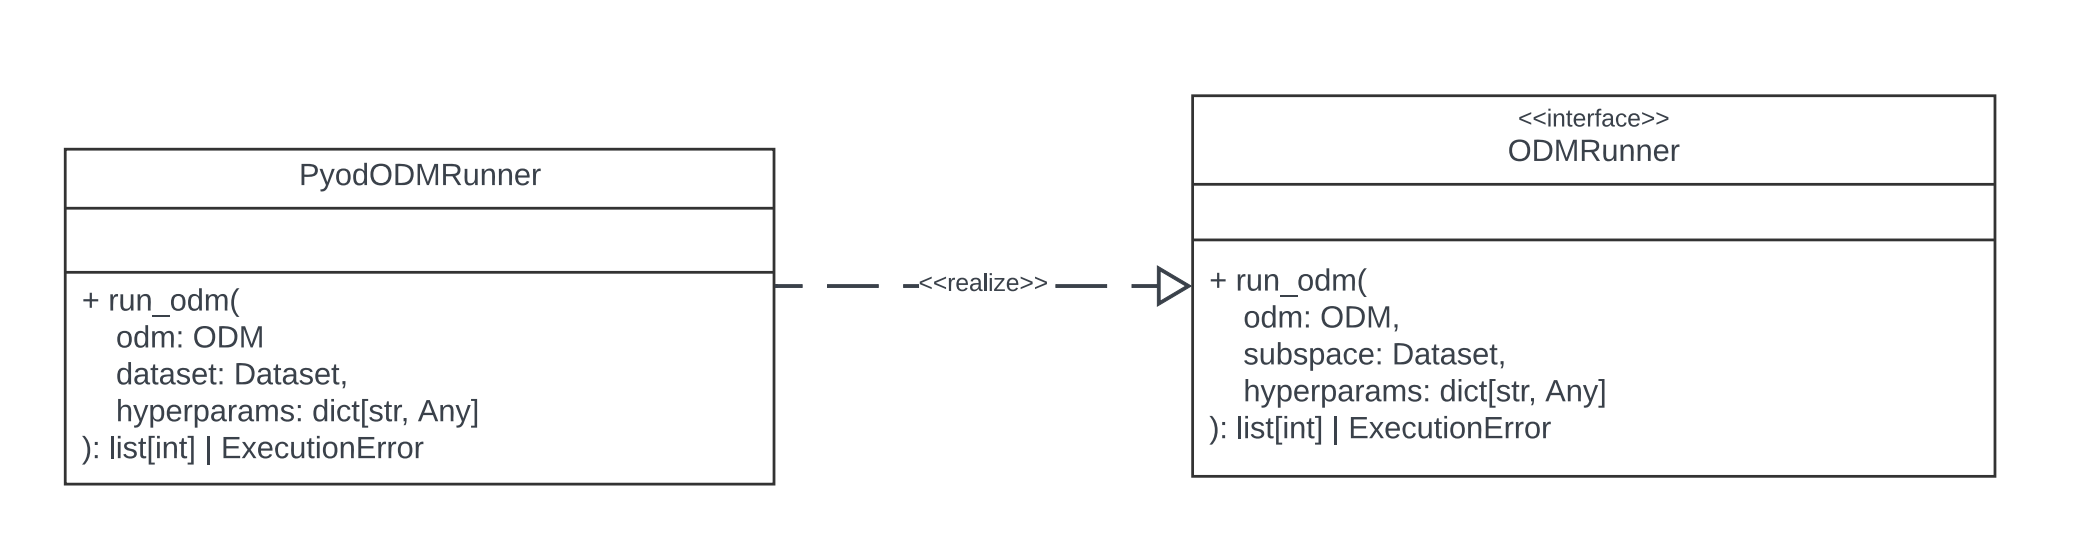 PyodODMRunner
+ run_odm(
odm: ODM
dataset: Dataset,
hyperparams: dict[str, Any]
): list[int] | ExecutionError
<<realize>>
<<interface>>
ODMRunner
+ run_odm(
odm: ODM,
subspace: Dataset,
hyperparams: dict[str, Any]
): list[int] | ExecutionError